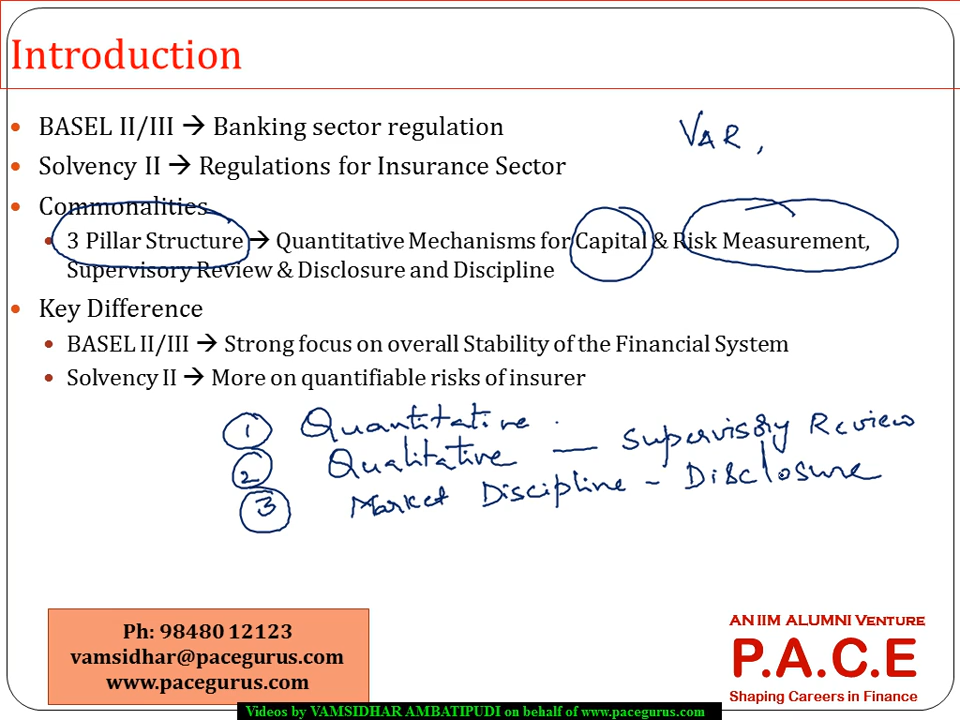 Introduction
• BASEL II/III → Banking sector regulation
VAR,
• Solvency II → Regulations for Insurance Sector
• Commonalities
• 3 Pillar Structure → Quantitative Mechanisms for Capital & Risk Measurement,
Supervisory Review & Disclosure and Discipline
• Key Difference
• BASEL II/III → Strong focus on overall Stability of the Financial System
• Solvency II → More on quantifiable risks of insurer
1 Quantitative
2 Qualitative — Supervisory Review
3 Market Discipline - Disclosure
Ph: 98480 12123
vamsidhar@pacegurus.com
www.pacegurus.com
AN IIM ALUMNI VENTURE
P.A.C.E
Shaping Careers in Finance
Videos by VAMSIDHAR AMBATIPUDI on behalf of www.pacegurus.com